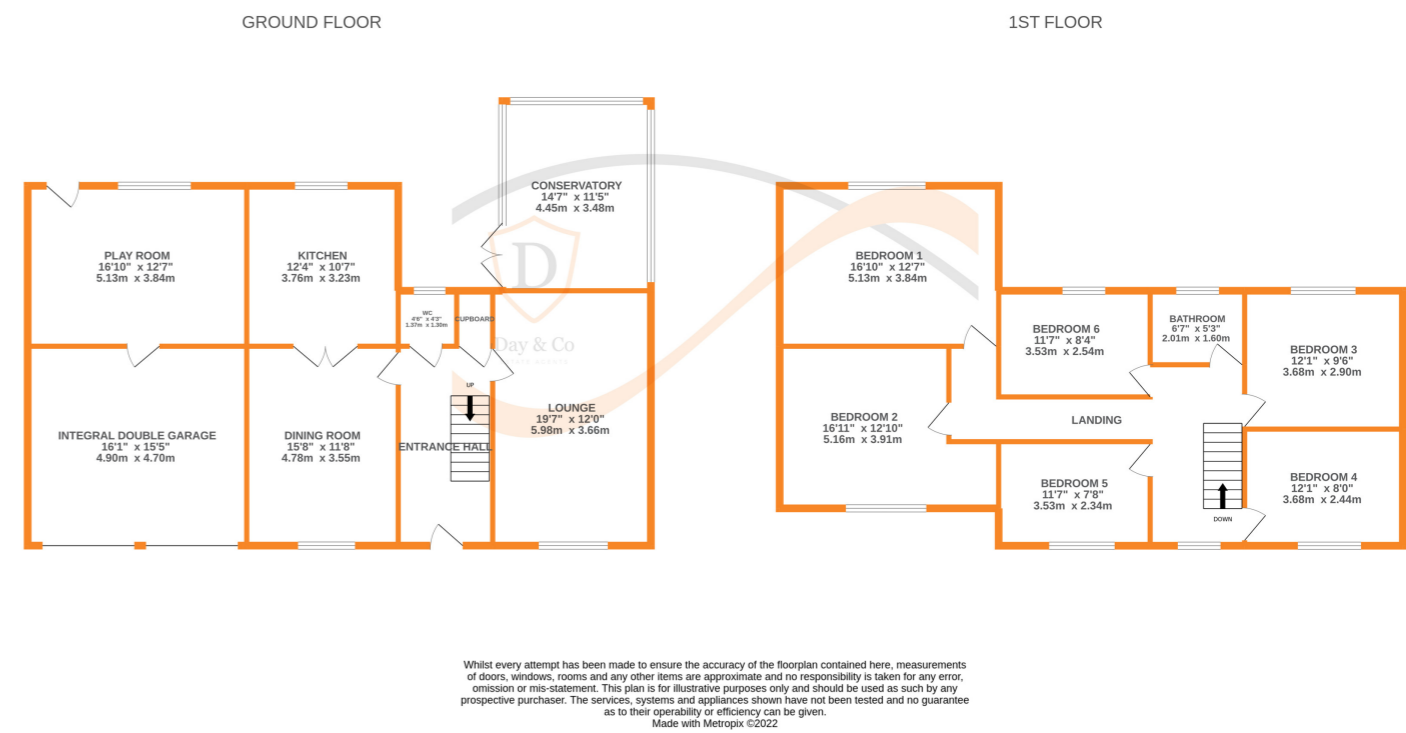 GROUND FLOOR
1ST FLOOR
CONSERVATORY
14'7" x 11'5"
4.45m x 3.48m
PLAY ROOM
16'10" x 12'7"
5.13m x 3.84m
KITCHEN
12'4" x 10'7"
3.76m x 3.23m
WC
4'6" x 4'3"
1.37m x 1.30m
CUPBOARD
D
Day & Co
ESTATE AGENTS
UP
INTEGRAL DOUBLE GARAGE
16'1" x 15'5"
4.90m x 4.70m
DINING ROOM
15'8" x 11'8"
4.78m x 3.55m
ENTRANCE HALL
LOUNGE
19'7" x 12'0"
5.98m x 3.66m
BEDROOM 1
16'10" x 12'7"
5.13m x 3.84m
BEDROOM 6
11'7" x 8'4"
3.53m x 2.54m
BATHROOM
6'7" x 5'3"
2.01m x 1.60m
BEDROOM 3
12'1" x 9'6"
3.68m x 2.90m
BEDROOM 2
16'11" x 12'10"
5.16m x 3.91m
LANDING
BEDROOM 5
11'7" x 7'8"
3.53m x 2.34m
BEDROOM 4
12'1" x 8'0"
3.68m x 2.44m
DOWN
Whilst every attempt has been made to ensure the accuracy of the floorplan contained here, measurements
of doors, windows, rooms and any other items are approximate and no responsibility is taken for any error,
omission or mis-statement. This plan is for illustrative purposes only and should be used as such by any
prospective purchaser. The services, systems and appliances shown have not been tested and no guarantee
as to their operability or efficiency can be given.
Made with Metropix ©2022